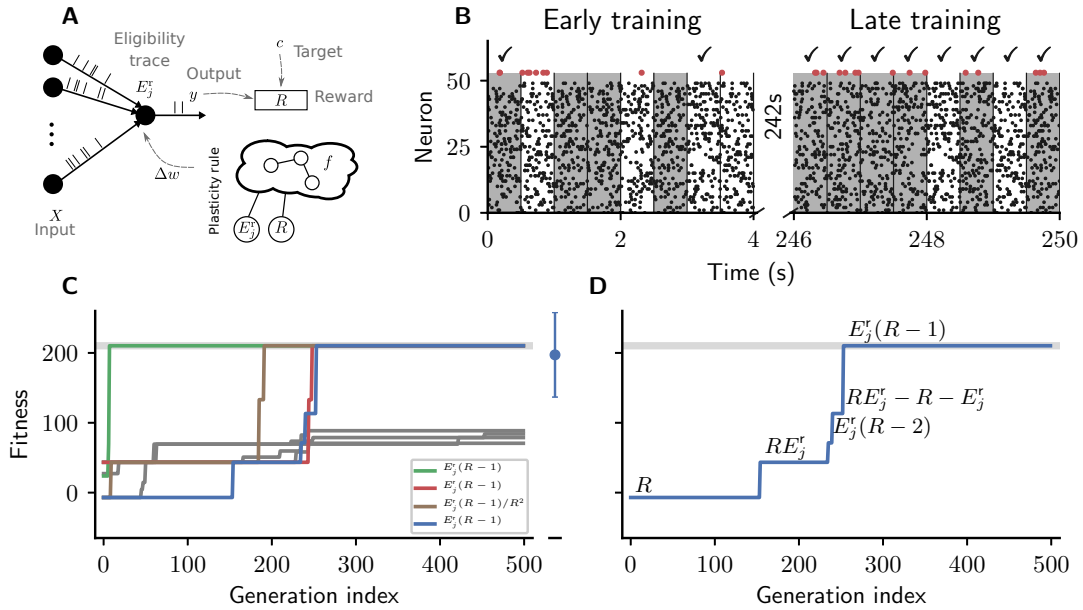 A
Eligibility
trace
E_j^r
Output
y
c
Target
R
Reward
Δw
X
Input
Plasticity rule
f
E_j^r
R
B
Early training
Late training
✓ ✓ ✓ ✓ ✓ ✓ ✓ ✓ ✓ ✓
Neuron
50
25
0
242s
0 2 4 246 248 250
Time (s)
C
Fitness
200
100
0
0 100 200 300 400 500
Generation index
E_j^r(R − 1)
E_j^r(R − 1)
E_j^r(R − 1)/R²
E_j^r(R − 1)
D
E_j^r(R − 1)
RE_j^r − R − E_j^r
E_j^r(R − 2)
RE_j^r
R
0 100 200 300 400 500
Generation index